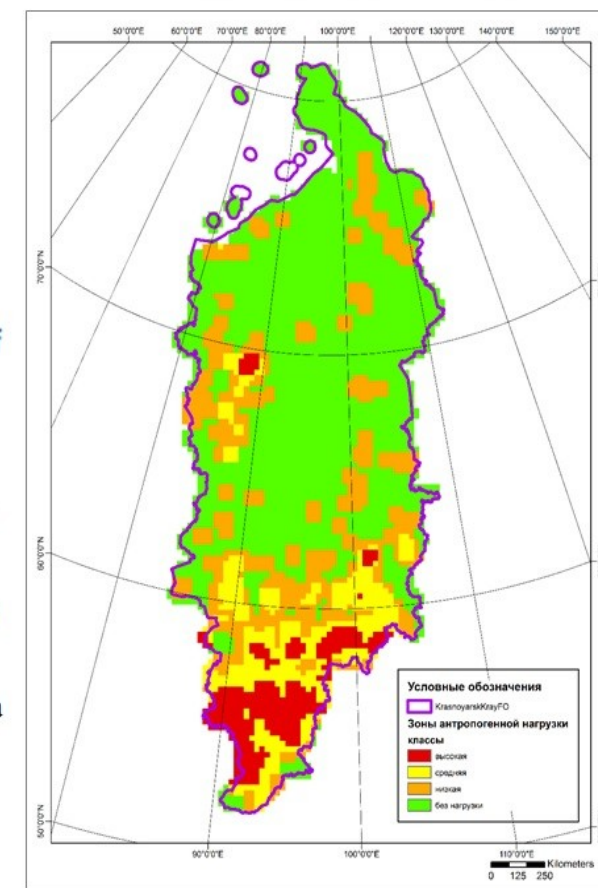 50°0'0"E 60°0'0"E 70°0'0"E 80°0'0"E 100°0'0"E 120°0'0"E 130°0'0"E 140°0'0"E 150°0'0"E
70°0'0"N
60°0'0"N
50°0'0"N
Условные обозначения
KrasnoyarskKrayFO
Зоны антропогенной нагрузки
классы
высокая
средняя
низкая
без нагрузки
90°0'0"E 100°0'0"E 110°0'0"E
Kilometers
0 125 250